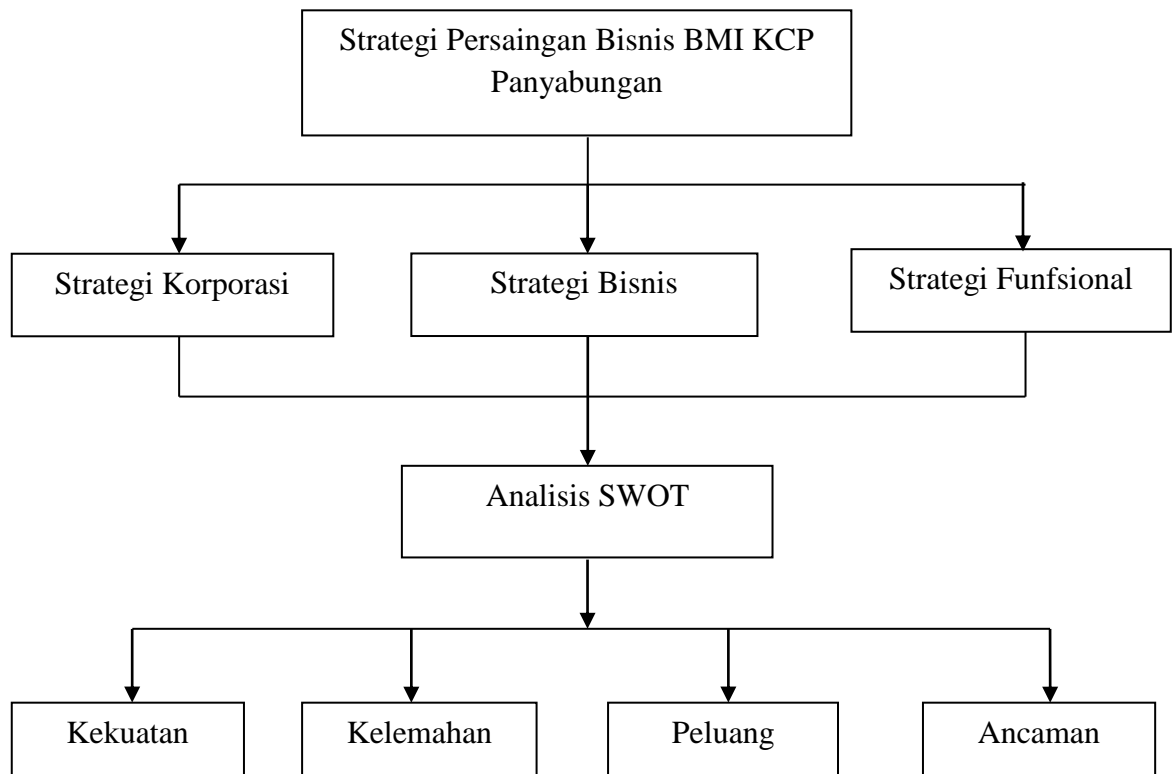 Strategi Persaingan Bisnis BMI KCP
Panyabungan
Strategi Korporasi
Strategi Bisnis
Strategi Funfsional
Analisis SWOT
Kekuatan
Kelemahan
Peluang
Ancaman